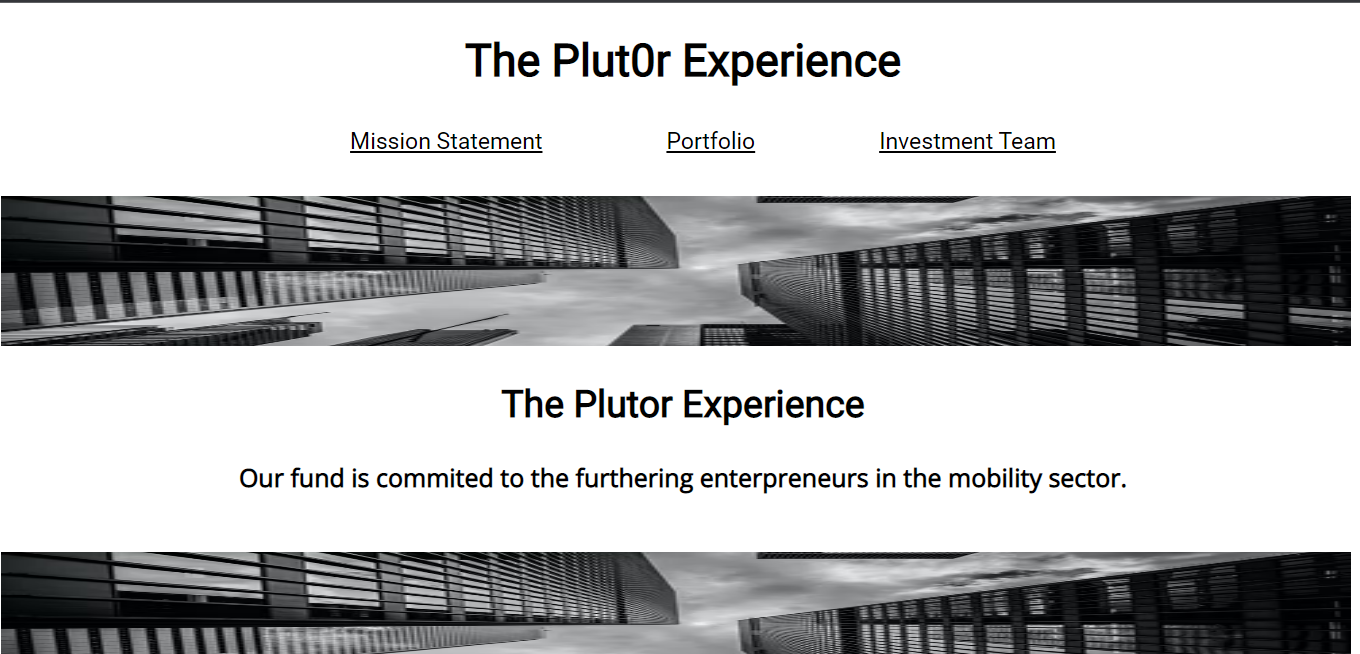 The Plut0r Experience
Mission Statement Portfolio Investment Team
The Plutor Experience
Our fund is commited to the furthering enterpreneurs in the mobility sector.